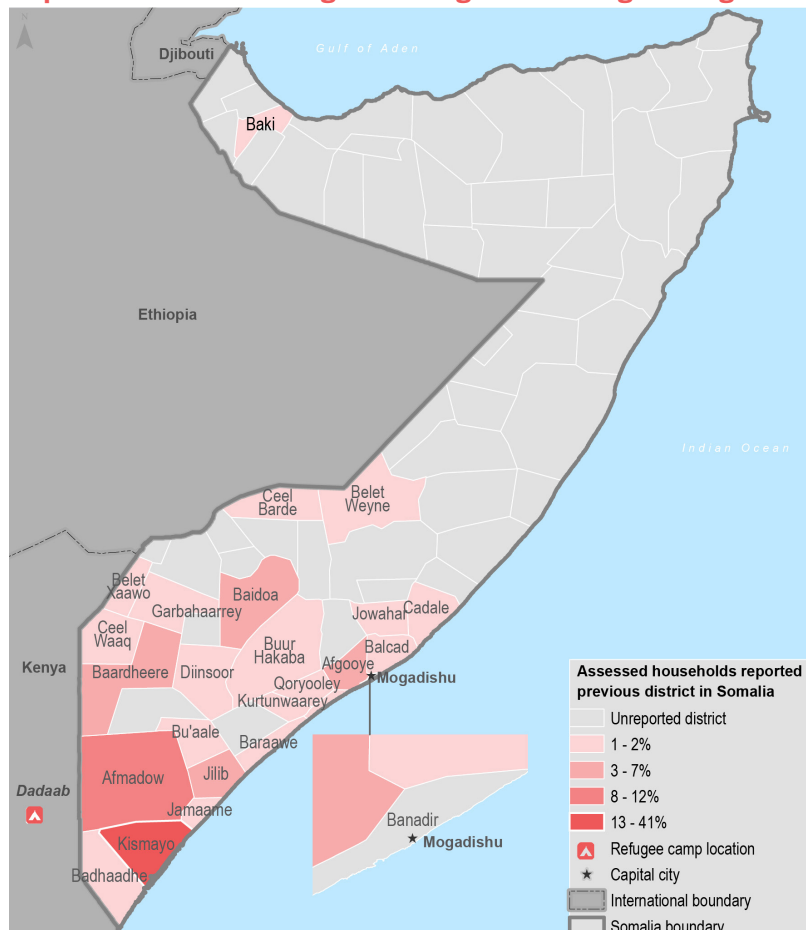 Djibouti
Gulf of Aden
Baki
Ethiopia
Indian Ocean
Ceel
Barde
Belet
Weyne
Belet
Xaawo
Garbahaarrey
Baidoa
Jowahar
Cadale
Ceel
Waaq
Buur
Hakaba
Balcad
Kenya
Baardheere
Diinsoor
Afgooye
Mogadishu
Qoryooley
Kurtunwaarey
Bu'aale
Baraawe
Afmadow
Jilib
Dadaab
Jamaame
Kismayo
Badhaadhe
Banadir
Mogadishu
Assessed households reported
previous district in Somalia
Unreported district
1 - 2%
3 - 7%
8 - 12%
13 - 41%
Refugee camp location
Capital city
International boundary
Somalia boundary